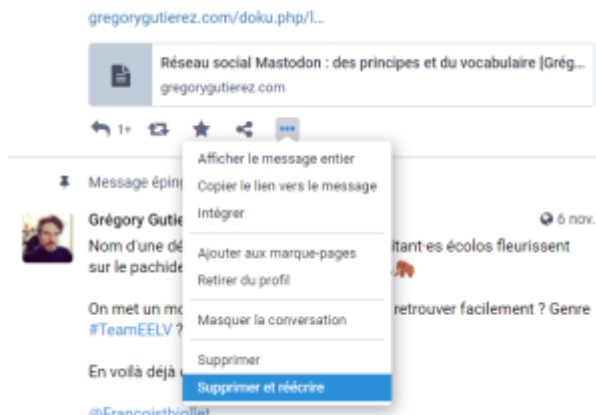 gregorygutierez.com/doku.php/l...
Réseau social Mastodon : des principes et du vocabulaire [Grég...
gregorygutierez.com
1+
Afficher le message entier
Copier le lien vers le message
Intégrer
Ajouter aux marque-pages
Retirer du profil
Masquer la conversation
Supprimer
Supprimer et réécrire
Message éping
Grégory Gutie
6 nov.
Nom d'une dé
itant·es écolos fleurissent
sur le pachide
On met un mo
retrouver facilement ? Genre
#TeamEELV ?
En voilà déjà
@Francoisthiollet